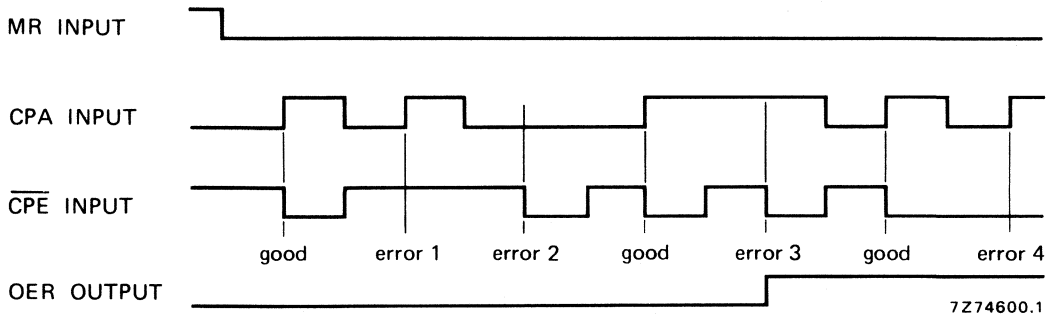 MR INPUT
CPA INPUT
C̅P̅E̅ INPUT
good error 1 error 2 good error 3 good error 4
OER OUTPUT
7Z74600.1